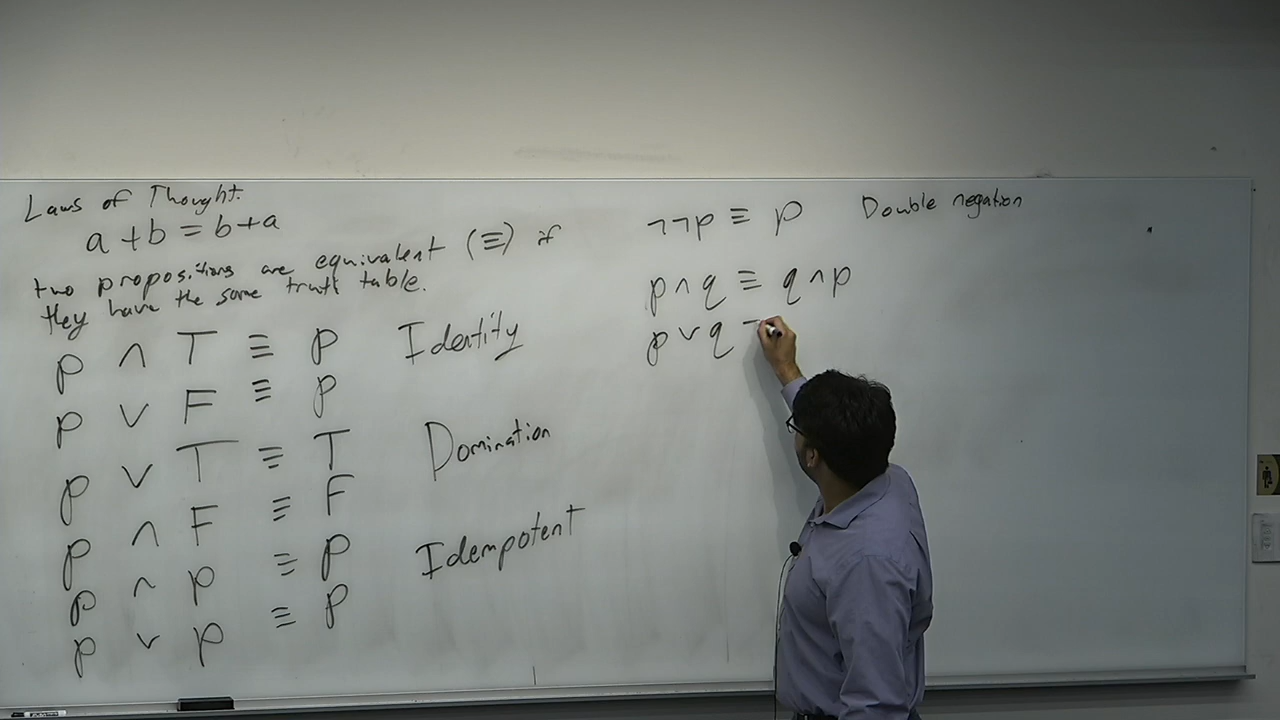 Laws of Thought.
a + b = b + a
two propositions are equivalent (≡) if
they have the same truth table.
p ∧ T ≡ p Identity
p ∨ F ≡ p
p ∨ T ≡ T Domination
p ∧ F ≡ F
p ∧ p ≡ p Idempotent
p ∨ p ≡ p
¬¬p ≡ p Double negation
p ∧ q ≡ q ∧ p
p ∨ q